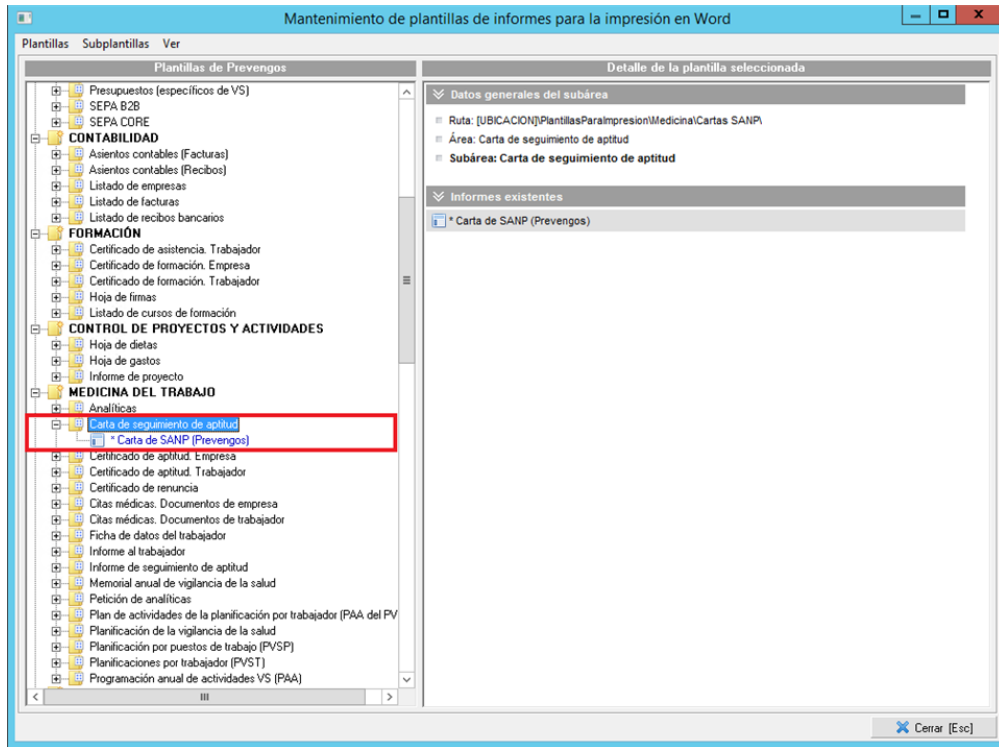 Mantenimiento de plantillas de informes para la impresión en Word
Plantillas Subplantillas Ver
Plantillas de Prevengos
Presupuestos (específicos de VS)
SEPA B2B
SEPA CORE
CONTABILIDAD
Asientos contables (Facturas)
Asientos contables (Recibos)
Listado de empresas
Listado de facturas
Listado de recibos bancarios
FORMACIÓN
Certificado de asistencia. Trabajador
Certificado de formación. Empresa
Certificado de formación. Trabajador
Hoja de firmas
Listado de cursos de formación
CONTROL DE PROYECTOS Y ACTIVIDADES
Hoja de dietas
Hoja de gastos
Informe de proyecto
MEDICINA DEL TRABAJO
Analíticas
Carta de seguimiento de aptitud
* Carta de SANP (Prevengos)
Certificado de aptitud. Empresa
Certificado de aptitud. Trabajador
Certificado de renuncia
Citas médicas. Documentos de empresa
Citas médicas. Documentos de trabajador
Ficha de datos del trabajador
Informe al trabajador
Informe de seguimiento de aptitud
Memorial anual de vigilancia de la salud
Petición de analíticas
Plan de actividades de la planificación por trabajador (PAA del PV
Planificación de la vigilancia de la salud
Planificación por puestos de trabajo (PVSP)
Planificaciones por trabajador (PVST)
Programación anual de actividades VS (PAA)
Detalle de la plantilla seleccionada
Datos generales del subárea
Ruta: [UBICACION]\PlantillasParaImpresion\Medicina\Cartas SANP\
Área: Carta de seguimiento de aptitud
Subárea: Carta de seguimiento de aptitud
Informes existentes
* Carta de SANP (Prevengos)
Cerrar [Esc]